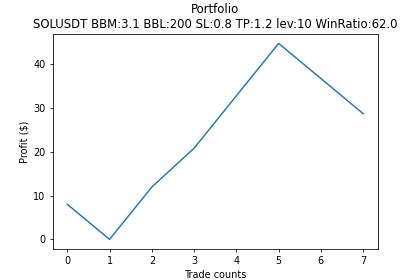 Portfolio
SOLUSDT BBM:3.1 BBL:200 SL:0.8 TP:1.2 lev:10 WinRatio:62.0
Profit ($)
40
30
20
10
0
0 1 2 3 4 5 6 7
Trade counts